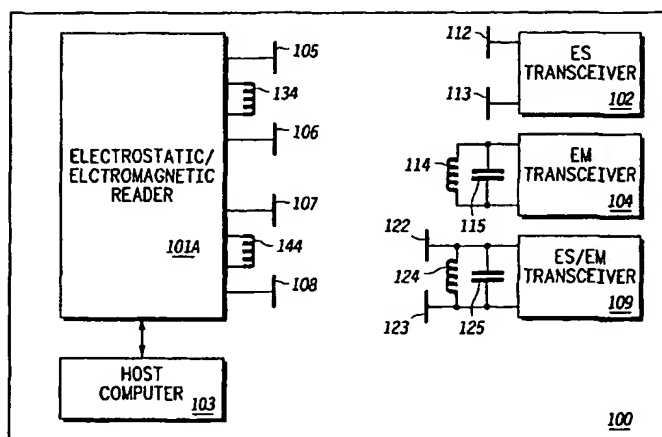 ELECTROSTATIC/
ELCTROMAGNETIC
READER
101A
105
134
106
107
144
108
HOST
COMPUTER
103
112
113
ES
TRANSCEIVER
102
114
115
EM
TRANSCEIVER
104
122
124
123
125
ES/EM
TRANSCEIVER
109
100